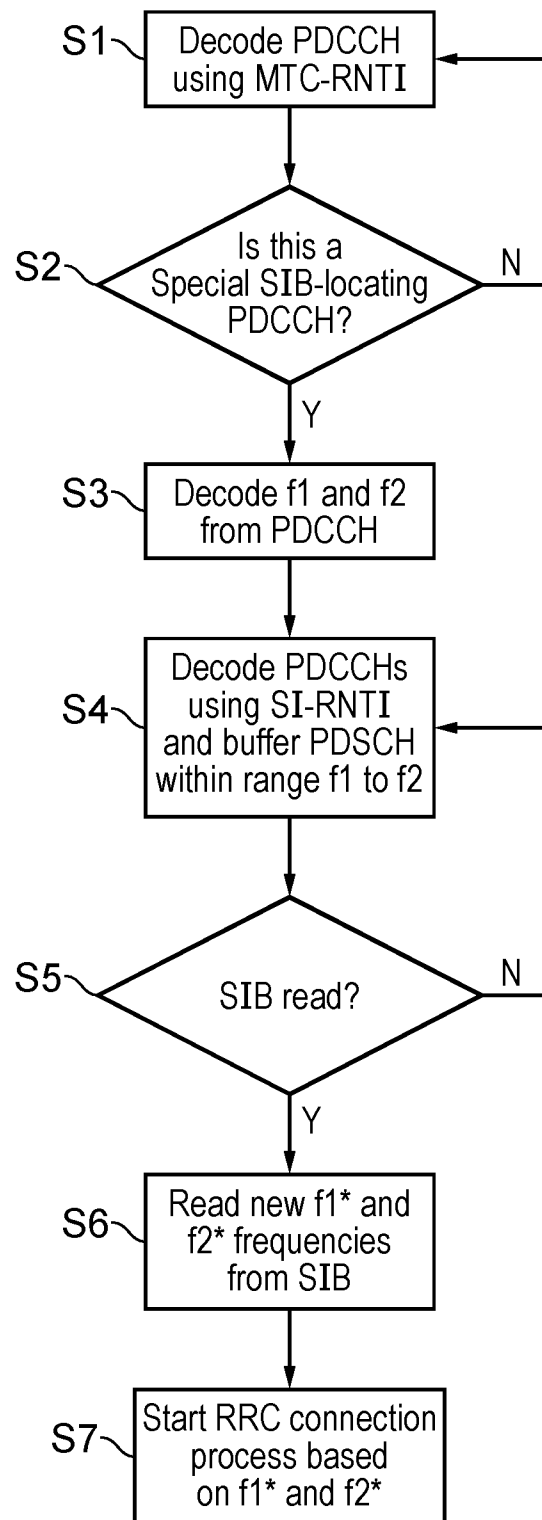 S1
Decode PDCCH
using MTC-RNTI
S2
Is this a
Special SIB-locating
PDCCH?
N
Y
S3
Decode f1 and f2
from PDCCH
S4
Decode PDCCHs
using SI-RNTI
and buffer PDSCH
within range f1 to f2
S5
SIB read?
N
Y
S6
Read new f1* and
f2* frequencies
from SIB
S7
Start RRC connection
process based
on f1* and f2*